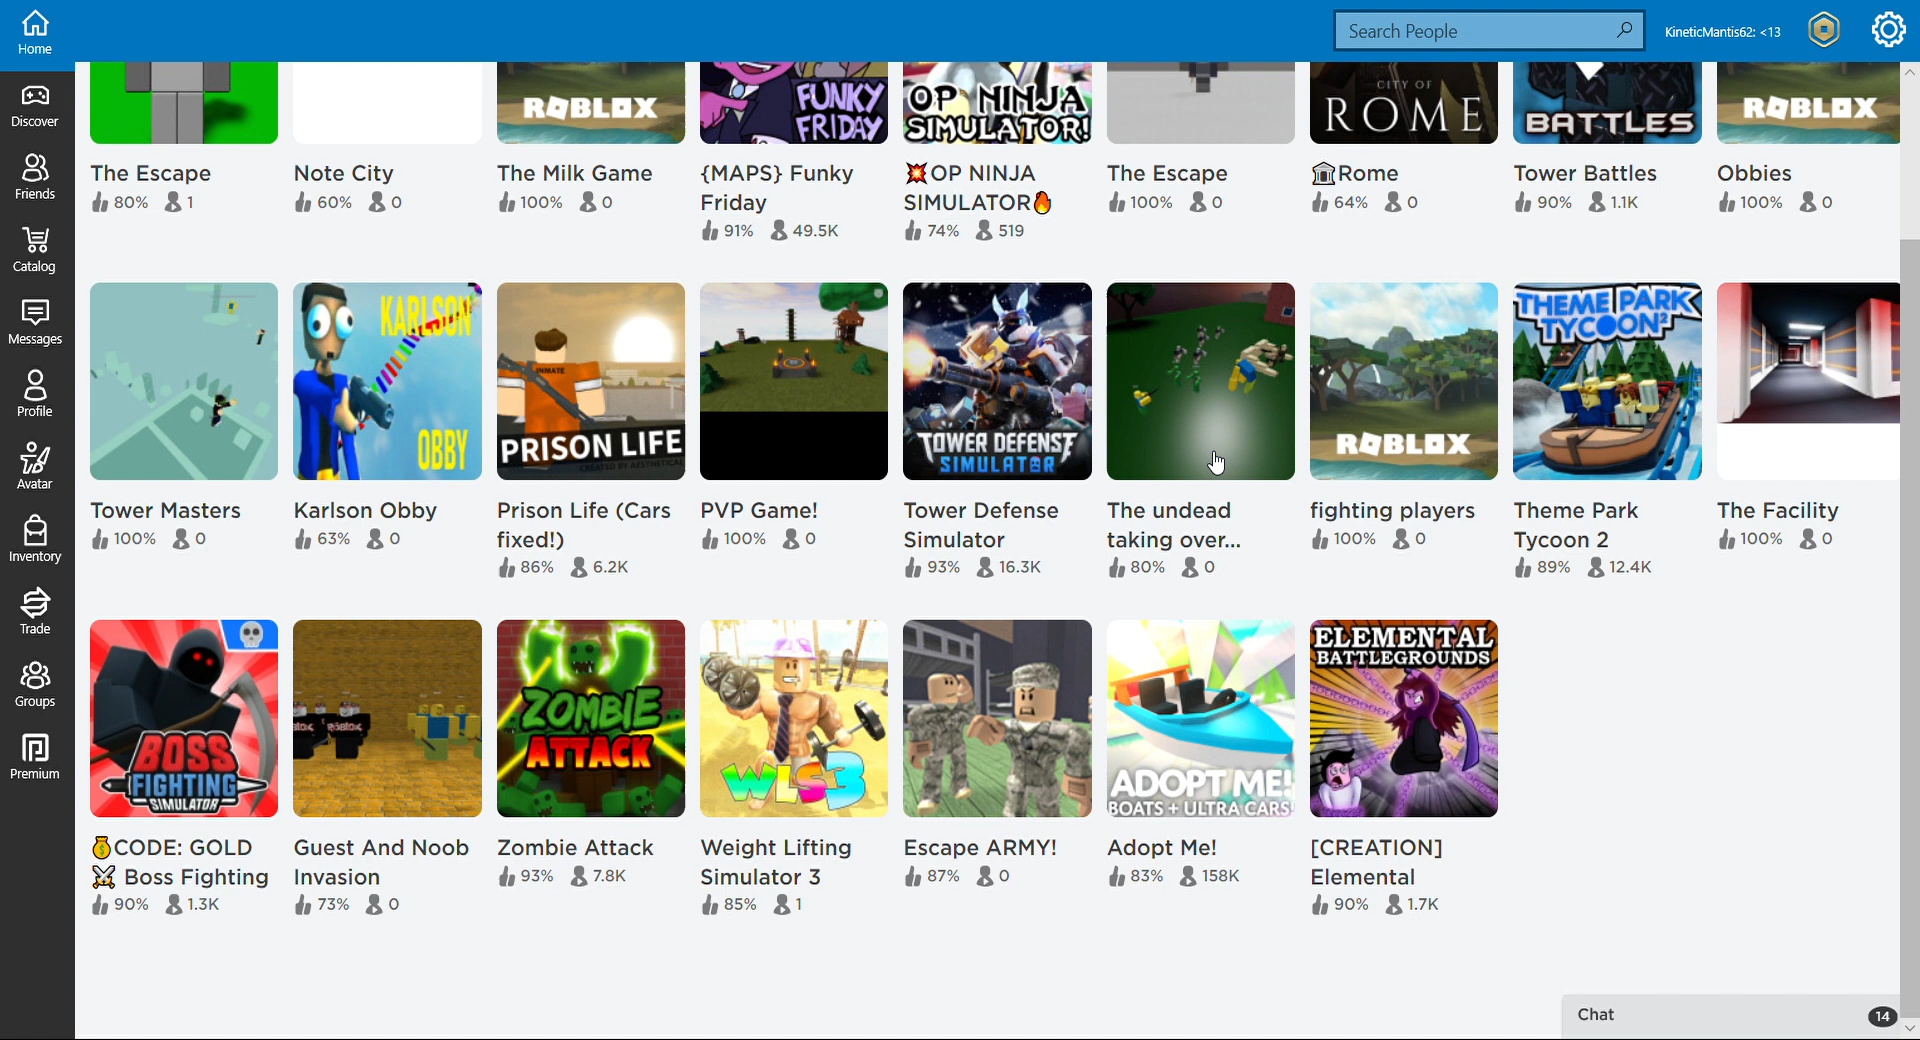 Home
Search People
KineticMantis62: <13
Discover
Friends
Catalog
Messages
Profile
Avatar
Inventory
Trade
Groups
Premium
ROBLOX
FUNKY
FRIDAY
OP NINJA
SIMULATOR!
CITY OF
ROME
BATTLES
ROBLOX
The Escape
80% 1
Note City
60% 0
The Milk Game
100% 0
{MAPS} Funky
Friday
91% 49.5K
💥OP NINJA
SIMULATOR🔥
74% 519
The Escape
100% 0
🏛Rome
64% 0
Tower Battles
90% 1.1K
Obbies
100% 0
KARLSON
OBBY
INMATE
PRISON LIFE
CREATED BY AESTHETICAL
TOWER DEFENSE
SIMULATOR
ROBLOX
THEME PARK
TYCOON 2
Tower Masters
100% 0
Karlson Obby
63% 0
Prison Life (Cars
fixed!)
86% 6.2K
PVP Game!
100% 0
Tower Defense
Simulator
93% 16.3K
The undead
taking over...
80% 0
fighting players
100% 0
Theme Park
Tycoon 2
89% 12.4K
The Facility
100% 0
BOSS
FIGHTING
SIMULATOR
ZOMBIE
ATTACK
WLS3
ADOPT ME!
BOATS + ULTRA CARS!
ELEMENTAL
BATTLEGROUNDS
💰CODE: GOLD
⚔ Boss Fighting
90% 1.3K
Guest And Noob
Invasion
73% 0
Zombie Attack
93% 7.8K
Weight Lifting
Simulator 3
85% 1
Escape ARMY!
87% 0
Adopt Me!
83% 158K
[CREATION]
Elemental
90% 1.7K
Chat
14